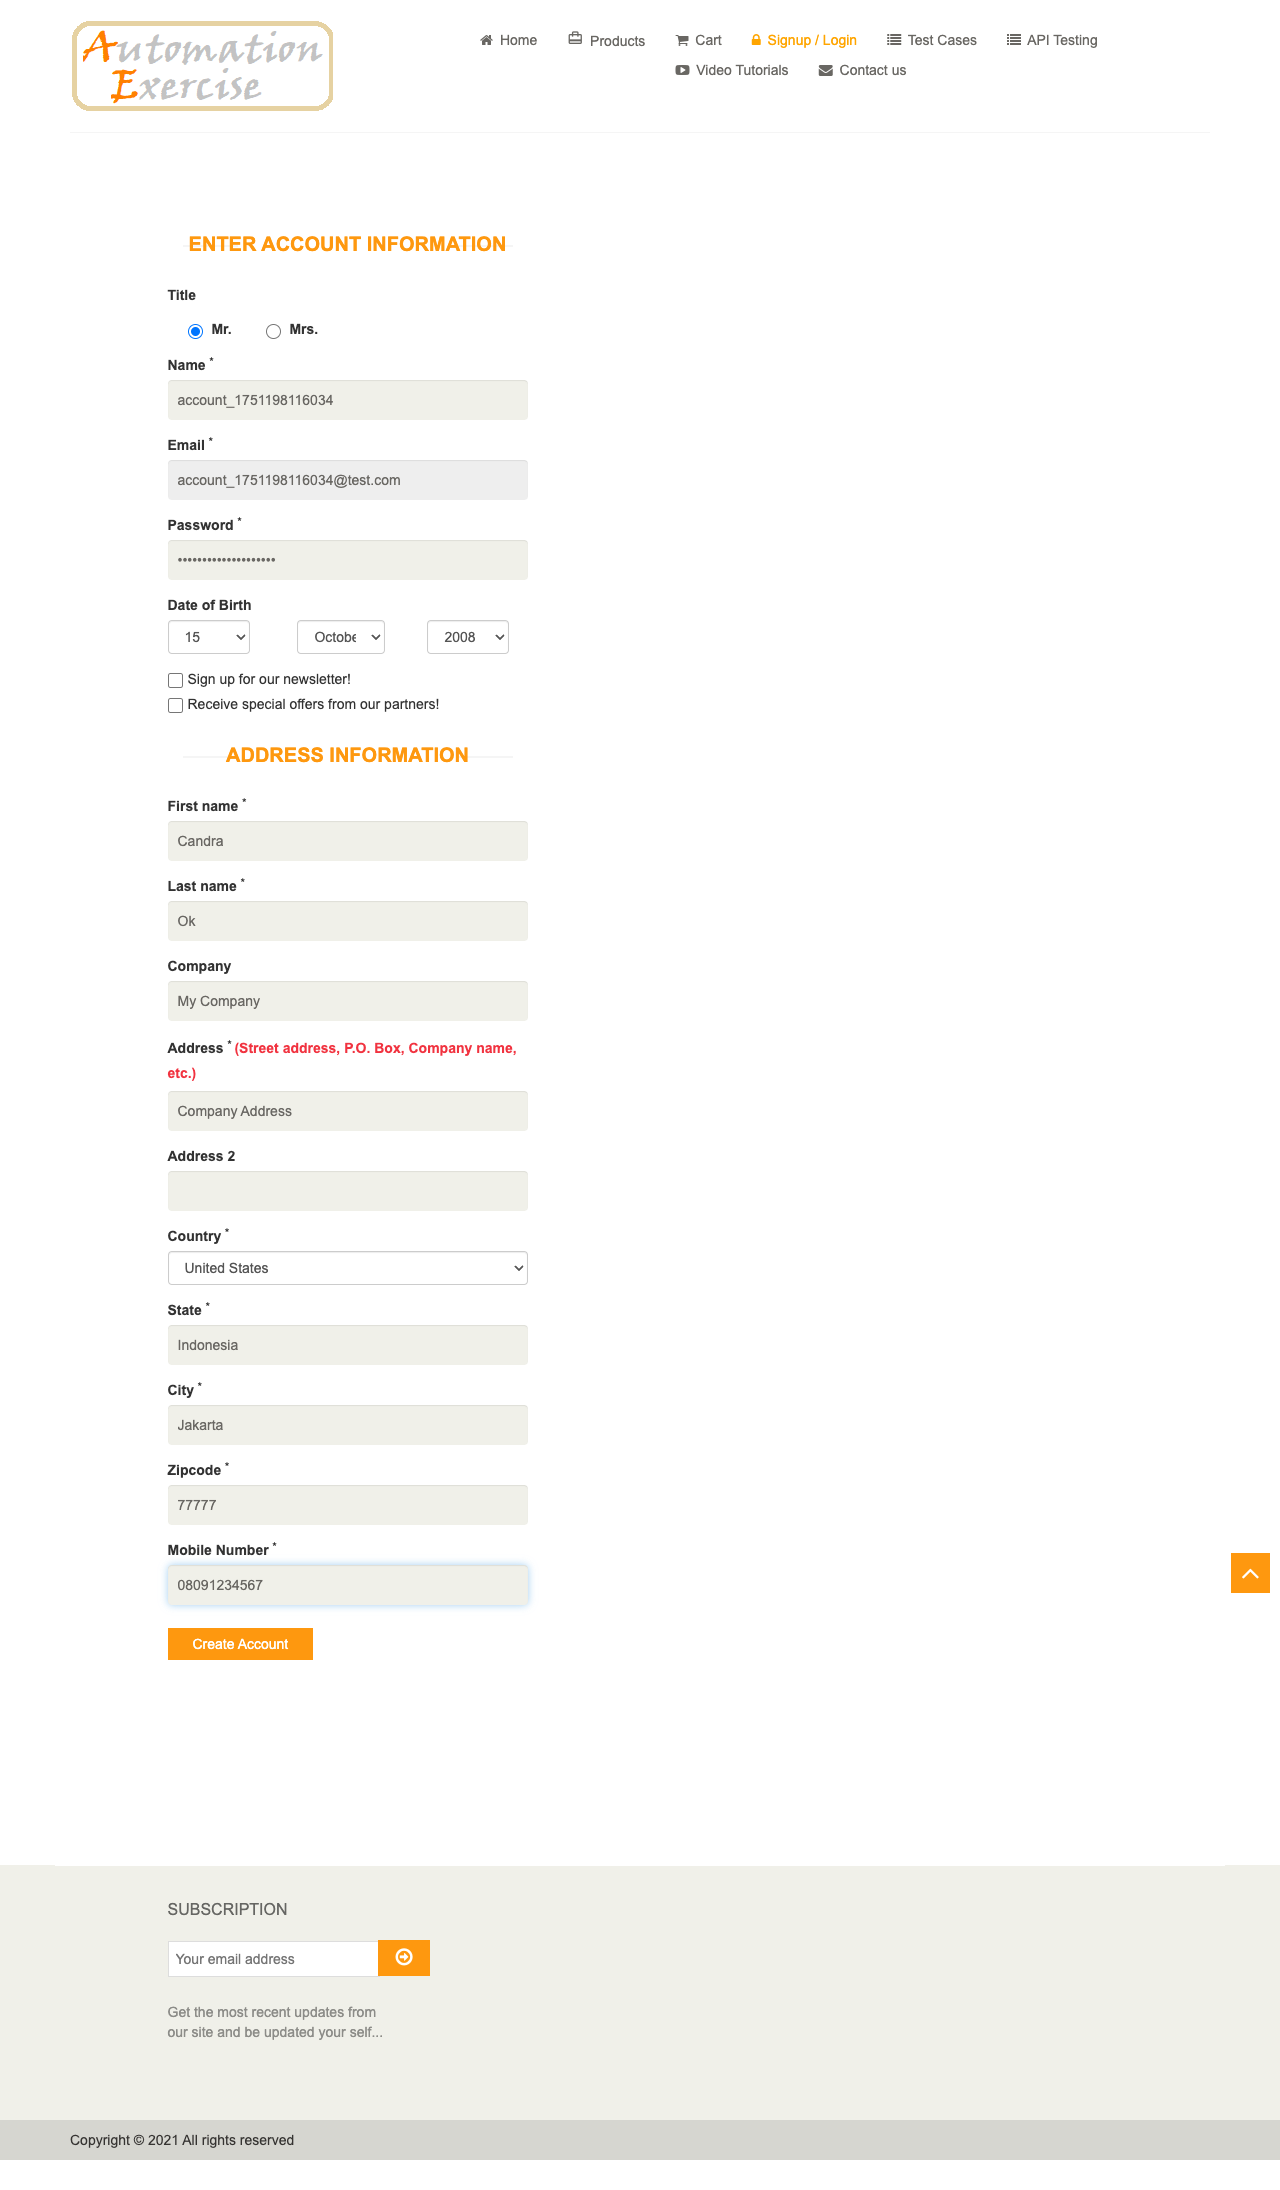 Automation
Exercise
Home
Products
Cart
Signup / Login
Test Cases
API Testing
Video Tutorials
Contact us
ENTER ACCOUNT INFORMATION
Title
Mr. Mrs.
Name *
account_1751198116034
Email *
account_1751198116034@test.com
Password *
••••••••••••••••••••
Date of Birth
15 Octobe 2008
Sign up for our newsletter!
Receive special offers from our partners!
ADDRESS INFORMATION
First name *
Candra
Last name *
Ok
Company
My Company
Address * (Street address, P.O. Box, Company name,
etc.)
Company Address
Address 2
Country *
United States
State *
Indonesia
City *
Jakarta
Zipcode *
77777
Mobile Number *
08091234567
Create Account
SUBSCRIPTION
Your email address
Get the most recent updates from
our site and be updated your self...
Copyright © 2021 All rights reserved